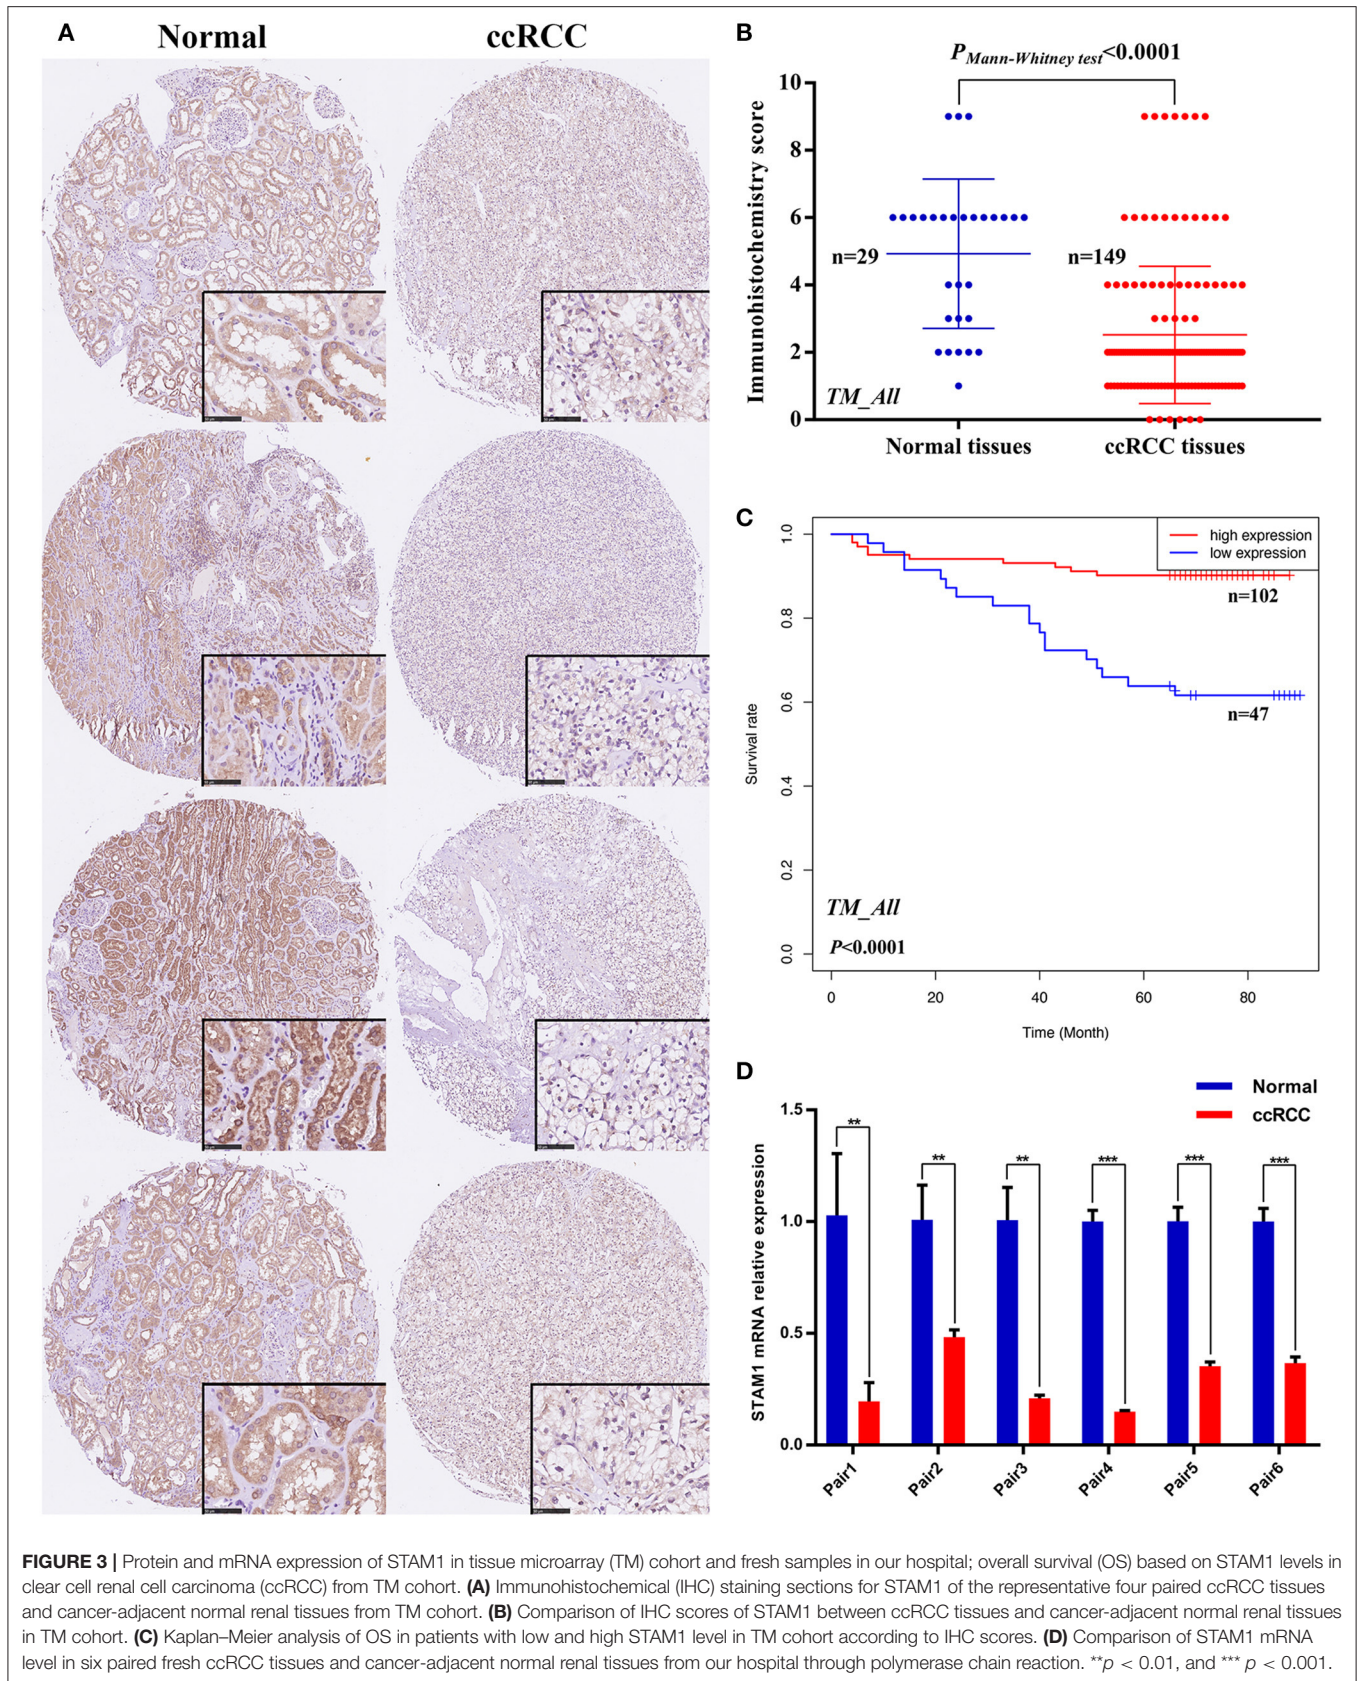 A
Normal
ccRCC
B
P Mann-Whitney test<0.0001
Immunohistochemistry score
10
8
6
4
2
0
n=29
n=149
TM_All
Normal tissues
ccRCC tissues
C
high expression
low expression
n=102
n=47
Survival rate
1.0
0.8
0.6
0.4
0.2
0.0
TM_All
P<0.0001
0
20
40
60
80
Time (Month)
D
Normal
ccRCC
STAM1 mRNA relative expression
1.5
1.0
0.5
0.0
**
**
**
***
***
***
Pair1
Pair2
Pair3
Pair4
Pair5
Pair6
FIGURE 3 | Protein and mRNA expression of STAM1 in tissue microarray (TM) cohort and fresh samples in our hospital; overall survival (OS) based on STAM1 levels in
clear cell renal cell carcinoma (ccRCC) from TM cohort. (A) Immunohistochemical (IHC) staining sections for STAM1 of the representative four paired ccRCC tissues
and cancer-adjacent normal renal tissues from TM cohort. (B) Comparison of IHC scores of STAM1 between ccRCC tissues and cancer-adjacent normal renal tissues
in TM cohort. (C) Kaplan–Meier analysis of OS in patients with low and high STAM1 level in TM cohort according to IHC scores. (D) Comparison of STAM1 mRNA
level in six paired fresh ccRCC tissues and cancer-adjacent normal renal tissues from our hospital through polymerase chain reaction. **p < 0.01, and *** p < 0.001.